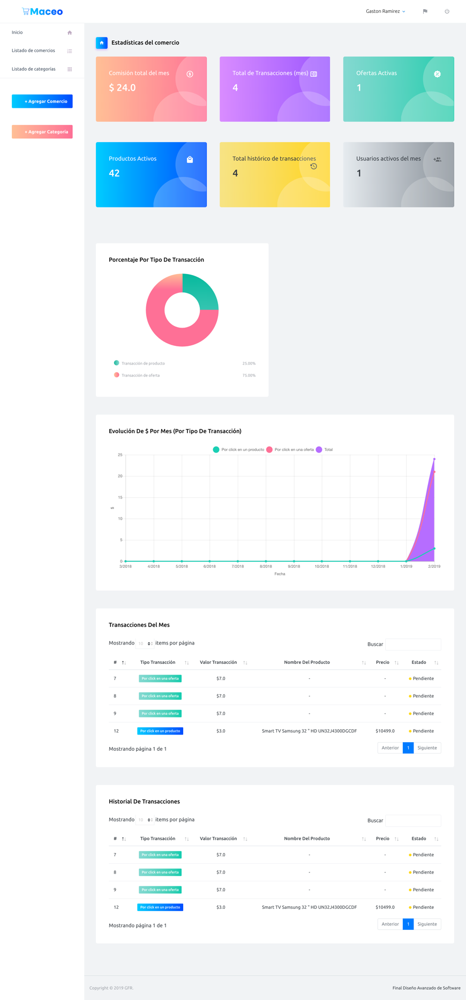 Maceo
Gaston Ramirez
Inicio
Listado de comercios
Listado de categorías
+ Agregar Comercio
+ Agregar Categoría
Estadísticas del comercio
Comisión total del mes
$ 24.0
Total de Transacciones (mes)
4
Ofertas Activas
1
Productos Activos
42
Total histórico de transacciones
4
Usuarios activos del mes
1
Porcentaje Por Tipo De Transacción
Transacción de producto 25.00%
Transacción de oferta 75.00%
Evolución De $ Por Mes (Por Tipo De Transacción)
Por click en un producto Por click en una oferta Total
25
20
15
$
10
5
0
3/2018 4/2018 5/2018 6/2018 7/2018 8/2018 9/2018 10/2018 11/2018 12/2018 1/2019 2/2019
Fecha
Transacciones Del Mes
Mostrando 10 items por página Buscar
# Tipo Transacción Valor Transacción Nombre Del Producto Precio Estado
7 Por click en una oferta $7.0 - - Pendiente
8 Por click en una oferta $7.0 - - Pendiente
9 Por click en una oferta $7.0 - - Pendiente
12 Por click en un producto $3.0 Smart TV Samsung 32 " HD UN32J4300DGCDF $10499.0 Pendiente
Mostrando página 1 de 1 Anterior 1 Siguiente
Historial De Transacciones
Mostrando 10 items por página Buscar
# Tipo Transacción Valor Transacción Nombre Del Producto Precio Estado
7 Por click en una oferta $7.0 - - Pendiente
8 Por click en una oferta $7.0 - - Pendiente
9 Por click en una oferta $7.0 - - Pendiente
12 Por click en un producto $3.0 Smart TV Samsung 32 " HD UN32J4300DGCDF $10499.0 Pendiente
Mostrando página 1 de 1 Anterior 1 Siguiente
Copyright © 2019 GFR. Final Diseño Avanzado de Software